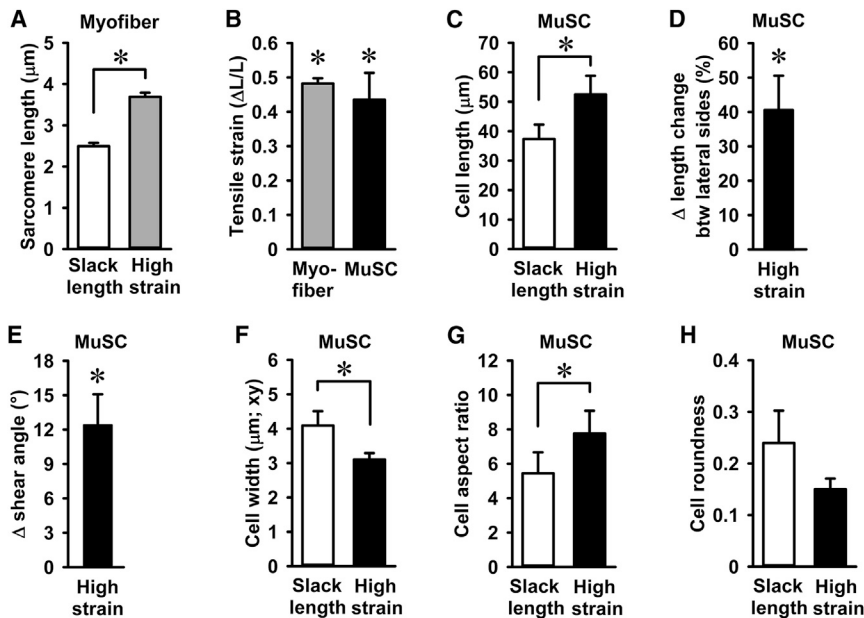 A Myofiber
Sarcomere length (μm)
5
4
3
2
1
0
*
Slack length
High strain
B
Tensile strain (ΔL/L)
0.6
0.5
0.4
0.3
0.2
0.1
0
* *
Myo-
fiber
MuSC
C MuSC
Cell length (μm)
70
60
50
40
30
20
10
0
*
Slack length
High strain
D MuSC
Δ length change
btw lateral sides (%)
60
50
40
30
20
10
0
*
High
strain
E MuSC
Δ shear angle (°)
18
15
12
9
6
3
0
*
High
strain
F MuSC
Cell width (μm; xy)
6
5
4
3
2
1
0
*
Slack length
High strain
G MuSC
Cell aspect ratio
12
10
8
6
4
2
0
*
Slack length
High strain
H MuSC
Cell roundness
0.4
0.3
0.2
0.1
0
Slack length
High strain